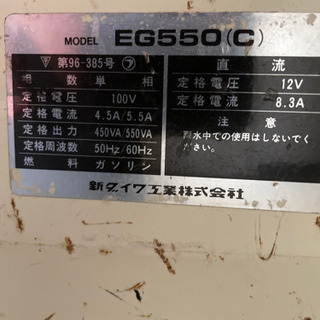 MODEL EG550(C)
第96-385号 フ
相数 単相
定格電圧 100V
定格電流 4.5A/5.5A
定格出力 450VA/550VA
定格周波数 50Hz/60Hz
燃料 ガソリン
直流
定格電圧 12V
定格電流 8.3A
注意
雨水中での使用はしないでください。
新ダイワ工業株式会社